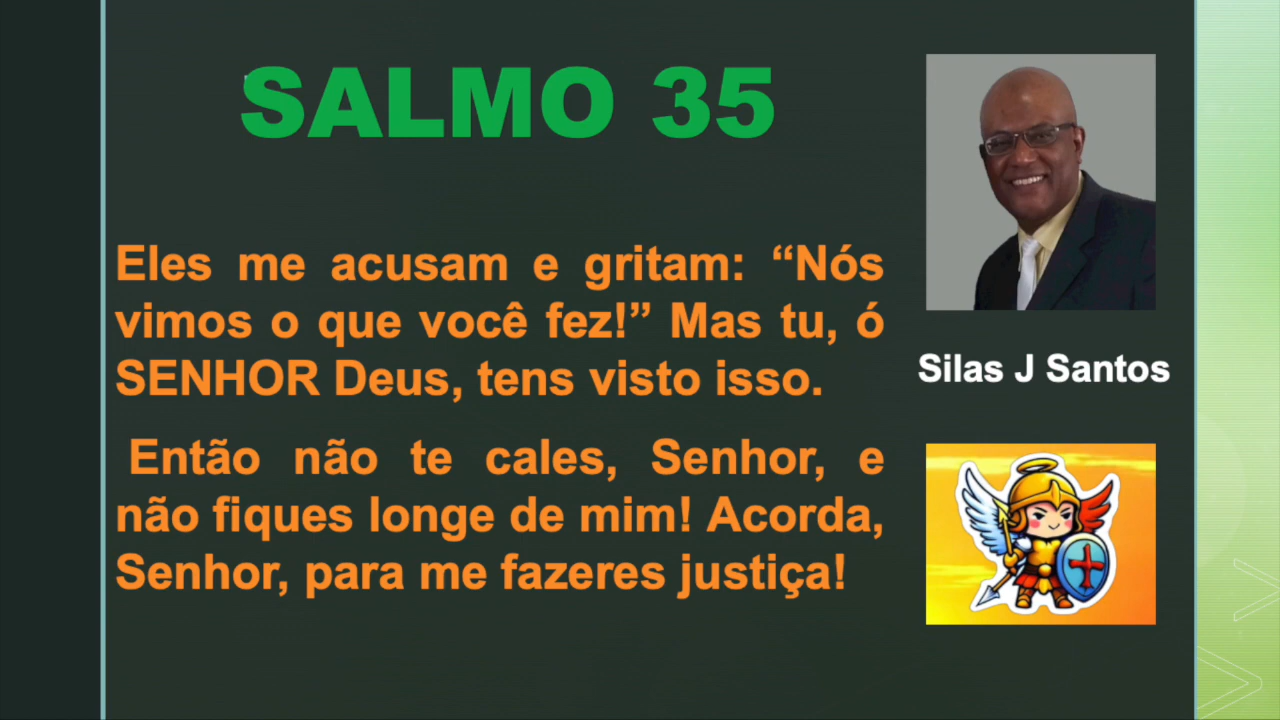 SALMO 35
Eles me acusam e gritam: “Nós
vimos o que você fez!” Mas tu, ó
SENHOR Deus, tens visto isso.
Então não te cales, Senhor, e
não fiques longe de mim! Acorda,
Senhor, para me fazeres justiça!
Silas J Santos